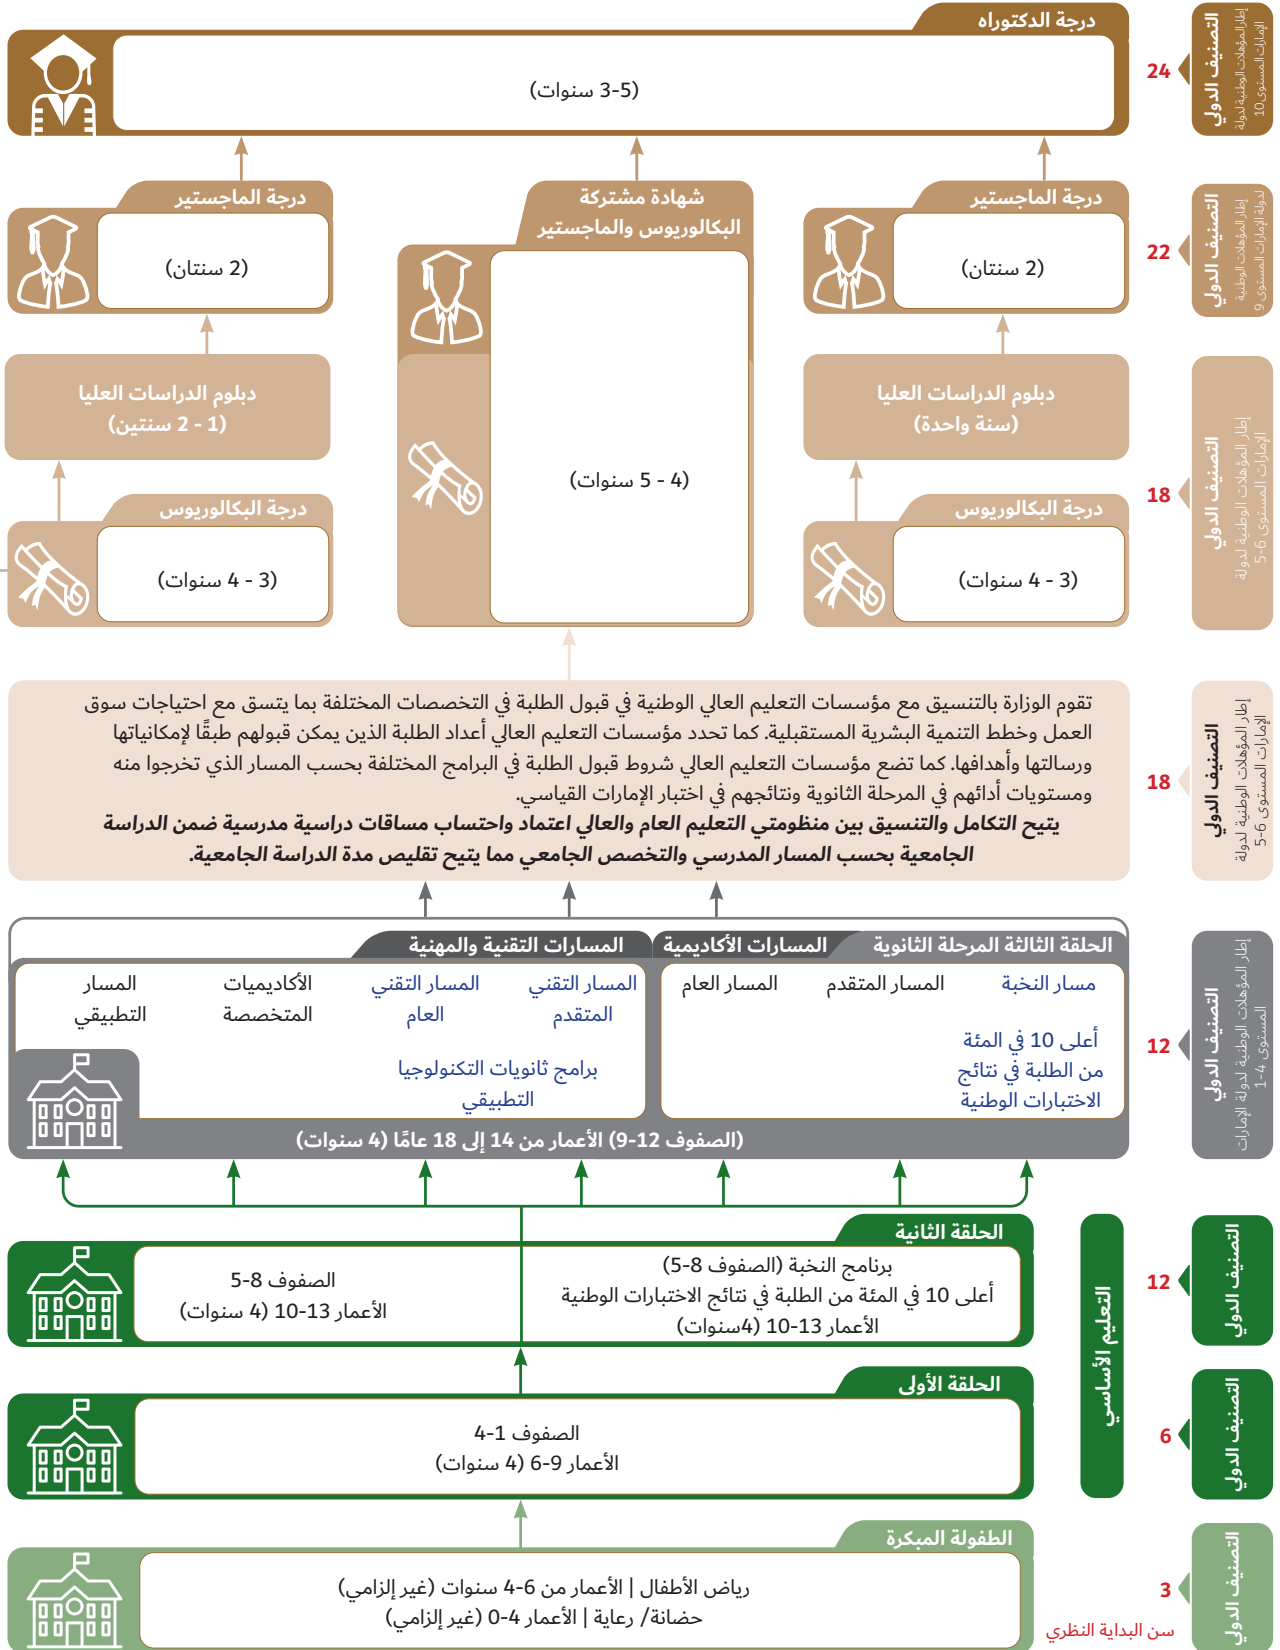 درجة الدكتوراه
(3-5 سنوات)
24
التصنيف الدولي
إطار المؤهلات الوطنية لدولة
الإمارات المستوى 10
درجة الماجستير
(2 سنتان)
شهادة مشتركة
البكالوريوس والماجستير
(4 - 5 سنوات)
درجة الماجستير
(2 سنتان)
22
التصنيف الدولي
إطار المؤهلات الوطنية
لدولة الإمارات المستوى 9
دبلوم الدراسات العليا
(سنة واحدة)
دبلوم الدراسات العليا
(1 - 2 سنتين)
درجة البكالوريوس
(3 - 4 سنوات)
درجة البكالوريوس
(3 - 4 سنوات)
18
التصنيف الدولي
إطار المؤهلات الوطنية لدولة
الإمارات المستوى 6-5
تقوم الوزارة بالتنسيق مع مؤسسات التعليم العالي الوطنية في قبول الطلبة في التخصصات المختلفة بما يتسق مع احتياجات سوق
العمل وخطط التنمية البشرية المستقبلية. كما تحدد مؤسسات التعليم العالي أعداد الطلبة الذين يمكن قبولهم طبقًا لإمكانياتها
ورسالتها وأهدافها. كما تضع مؤسسات التعليم العالي شروط قبول الطلبة في البرامج المختلفة بحسب المسار الذي تخرجوا منه
ومستويات أدائهم في المرحلة الثانوية ونتائجهم في اختبار الإمارات القياسي.
يتيح التكامل والتنسيق بين منظومتي التعليم العام والعالي اعتماد واحتساب مساقات دراسية مدرسية ضمن الدراسة
الجامعية بحسب المسار المدرسي والتخصص الجامعي مما يتيح تقليص مدة الدراسة الجامعية.
18
التصنيف الدولي
إطار المؤهلات الوطنية لدولة
الإمارات المستوى 6-5
الحلقة الثالثة المرحلة الثانوية
المسارات الأكاديمية
المسارات التقنية والمهنية
مسار النخبة
أعلى 10 في المئة
من الطلبة في نتائج
الاختبارات الوطنية
المسار المتقدم
المسار العام
المسار التقني
المتقدم
المسار التقني
العام
برامج ثانويات التكنولوجيا
التطبيقي
الأكاديميات
المتخصصة
المسار
التطبيقي
(الصفوف 12-9) الأعمار من 14 إلى 18 عامًا (4 سنوات)
12
التصنيف الدولي
إطار المؤهلات الوطنية لدولة الإمارات
المستوى 4-1
الحلقة الثانية
برنامج النخبة (الصفوف 8-5)
أعلى 10 في المئة من الطلبة في نتائج الاختبارات الوطنية
الأعمار 13-10 (4سنوات)
الصفوف 8-5
الأعمار 13-10 (4 سنوات)
12
التصنيف الدولي
التعليم الأساسي
الحلقة الأولى
الصفوف 1-4
الأعمار 9-6 (4 سنوات)
6
التصنيف الدولي
الطفولة المبكرة
رياض الأطفال | الأعمار من 6-4 سنوات (غير إلزامي)
حضانة/ رعاية | الأعمار 4-0 (غير إلزامي)
3
سن البداية النظري
التصنيف الدولي